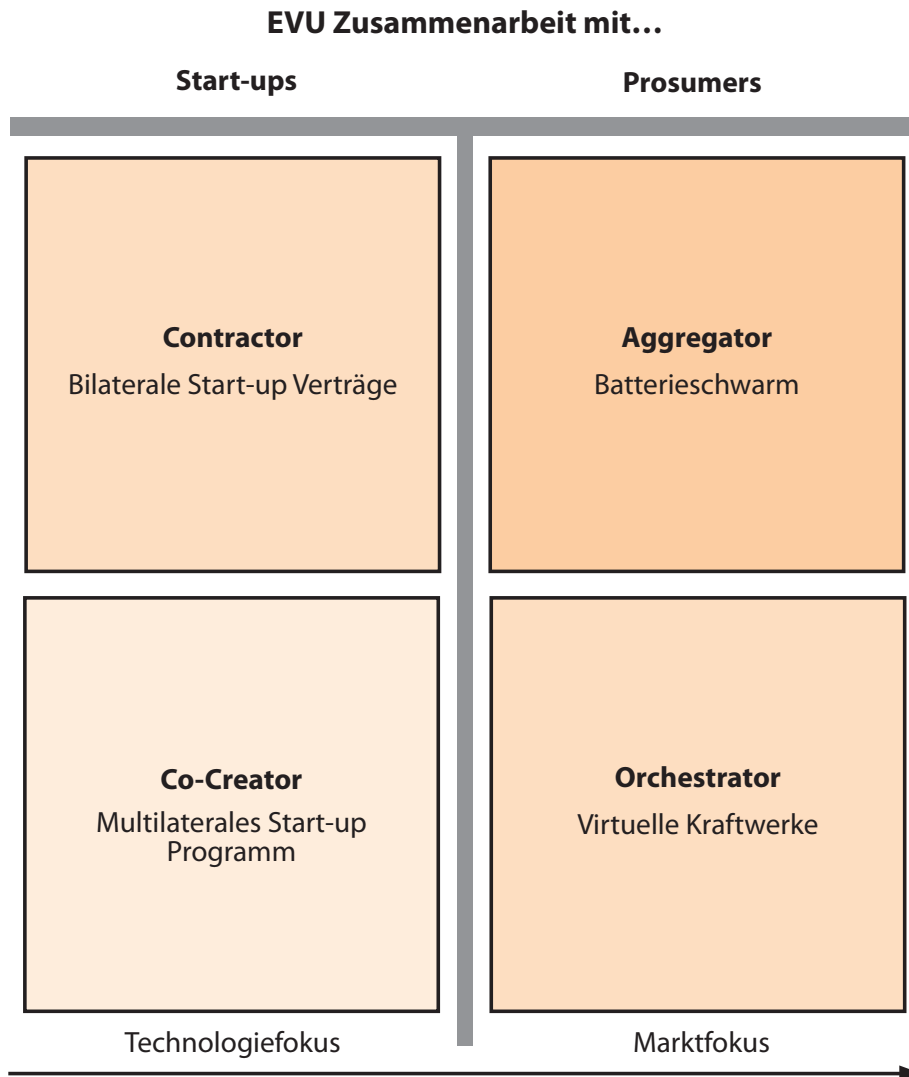 EVU Zusammenarbeit mit…
Start-ups
Prosumers
Contractor
Bilaterale Start-up Verträge
Aggregator
Batterieschwarm
Co-Creator
Multilaterales Start-up
Programm
Orchestrator
Virtuelle Kraftwerke
Technologiefokus
Marktfokus